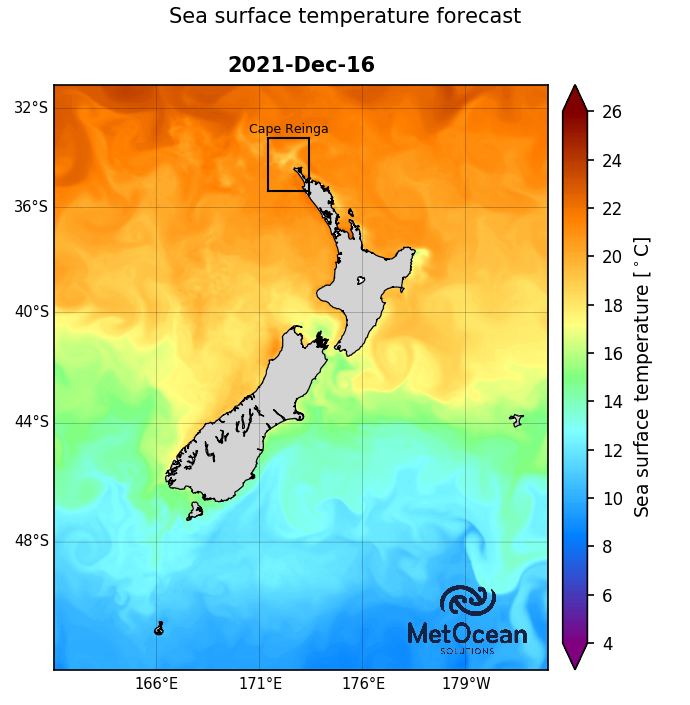 Sea surface temperature forecast
2021-Dec-16
Cape Reinga
32°S
36°S
40°S
44°S
48°S
166°E
171°E
176°E
179°W
MetOcean
SOLUTIONS
26
24
22
20
18
16
14
12
10
8
6
4
Sea surface temperature [°C]